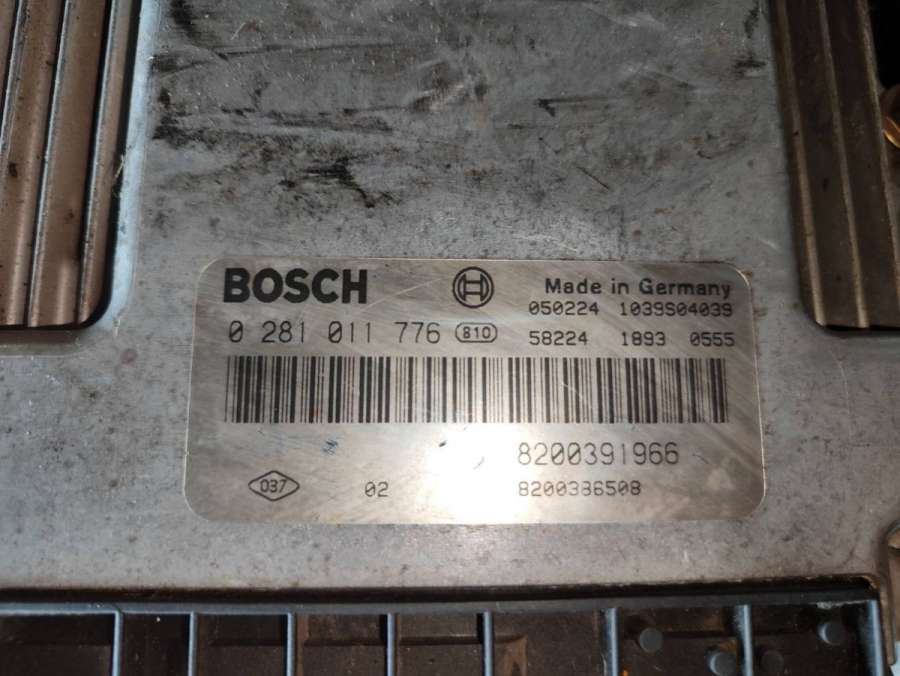 BOSCH
Made in Germany
050224 1039S04039
0 281 011 776 810
58224 1893 0555
8200391966
037 02 8200386508